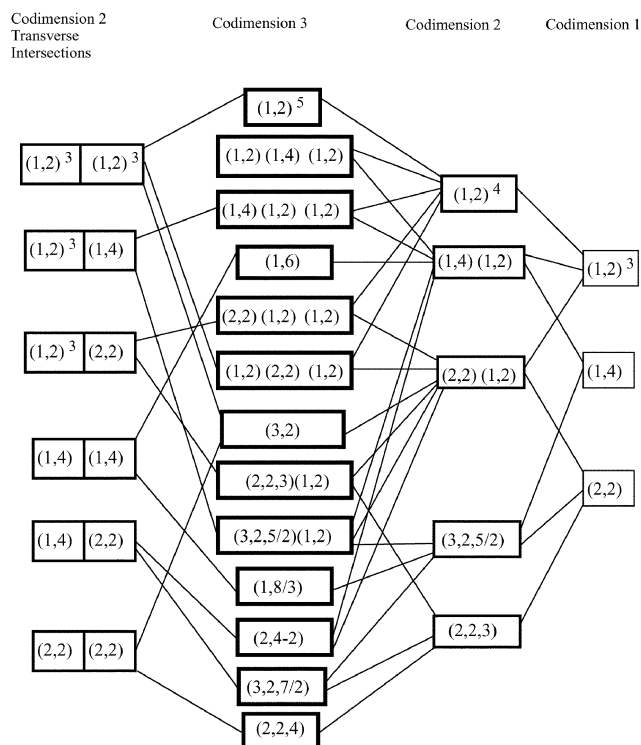 Codimension 2
Transverse
Intersections
Codimension 3
Codimension 2
Codimension 1
(1,2) 3 (1,2) 3
(1,2) 3 (1,4)
(1,2) 3 (2,2)
(1,4) (1,4)
(1,4) (2,2)
(2,2) (2,2)
(1,2) 5
(1,2) (1,4) (1,2)
(1,4) (1,2) (1,2)
(1,6)
(2,2) (1,2) (1,2)
(1,2) (2,2) (1,2)
(3,2)
(2,2,3)(1,2)
(3,2,5/2)(1,2)
(1,8/3)
(2,4-2)
(3,2,7/2)
(2,2,4)
(1,2) 4
(1,4) (1,2)
(2,2) (1,2)
(3,2,5/2)
(2,2,3)
(1,2) 3
(1,4)
(2,2)